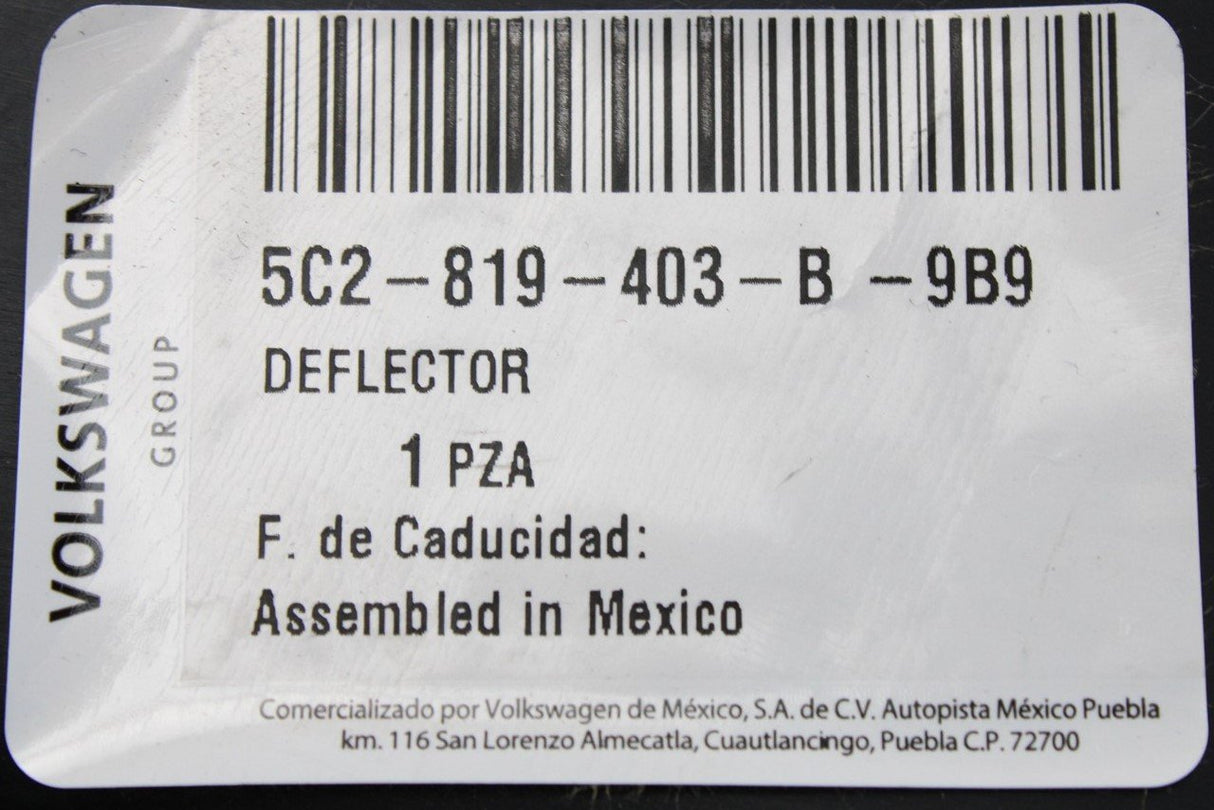 VOLKSWAGEN
GROUP
5C2-819-403-B -9B9
DEFLECTOR
1 PZA
F. de Caducidad:
Assembled in Mexico
Comercializado por Volkswagen de México, S.A. de C.V. Autopista México Puebla
km. 116 San Lorenzo Almecatla, Cuautlancingo, Puebla C.P. 72700